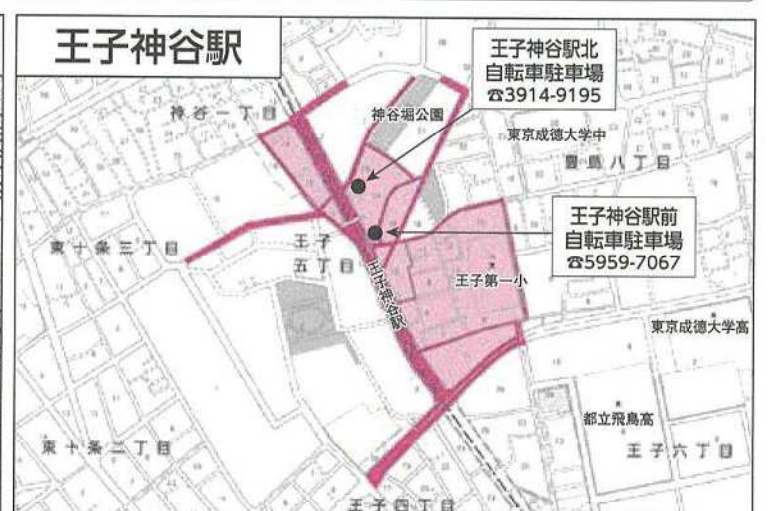 王子神谷駅
王子神谷駅北
自転車駐車場
☎3914-9195
神谷一丁目
神谷堀公園
東京成徳大学中
豊島八丁目
王子神谷駅前
自転車駐車場
☎5959-7067
東十条三丁目
王子
五丁目
王子神谷駅
王子第一小
東京成徳大学高
都立飛鳥高
東十条二丁目
王子六丁目
王子四丁目